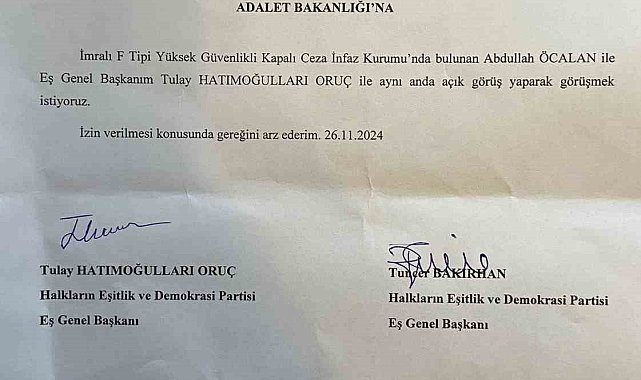 ADALET BAKANLIĞI’NA
İmralı F Tipi Yüksek Güvenlikli Kapalı Ceza İnfaz Kurumu’nda bulunan Abdullah ÖCALAN ile
Eş Genel Başkanım Tulay HATIMOĞULLARI ORUÇ ile aynı anda açık görüş yaparak görüşmek
istiyoruz.
İzin verilmesi konusunda gereğini arz ederim. 26.11.2024
Tulay HATIMOĞULLARI ORUÇ
Halkların Eşitlik ve Demokrasi Partisi
Eş Genel Başkanı
Tunçer BAKIRHAN
Halkların Eşitlik ve Demokrasi Partisi
Eş Genel Başkanı